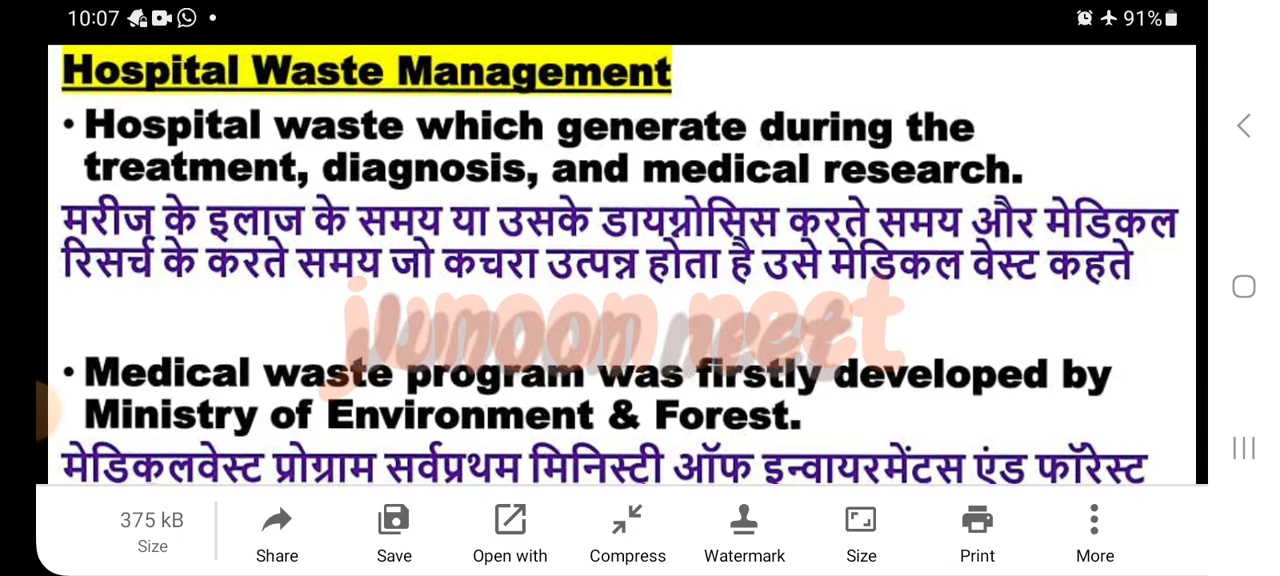 10:07
91%
Hospital Waste Management
• Hospital waste which generate during the
treatment, diagnosis, and medical research.
मरीज के इलाज के समय या उसके डायग्नोसिस करते समय और मेडिकल
रिसर्च के करते समय जो कचरा उत्पन्न होता है उसे मेडिकल वेस्ट कहते
junoon neet
• Medical waste program was firstly developed by
Ministry of Environment & Forest.
मेडिकलवेस्ट प्रोग्राम सर्वप्रथम मिनिस्टी ऑफ इन्वायरमेंटस एंड फॉरेस्ट
375 kB
Size
Share
Save
Open with
Compress
Watermark
Size
Print
More